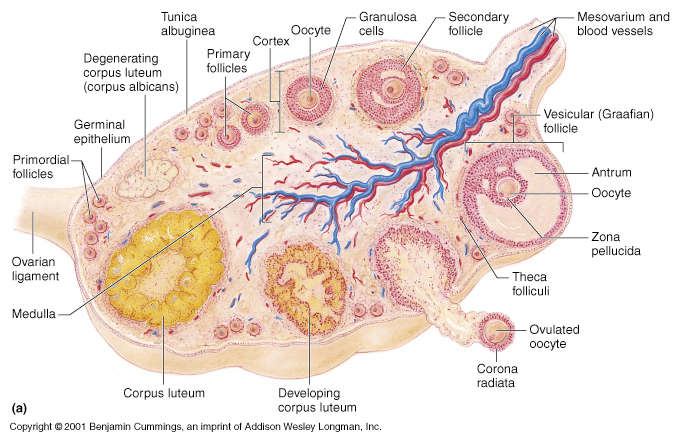 Tunica
albuginea
Oocyte
Granulosa
cells
Secondary
follicle
Mesovarium and
blood vessels
Cortex
Primary
follicles
Degenerating
corpus luteum
(corpus albicans)
Germinal
epithelium
Primordial
follicles
Vesicular (Graafian)
follicle
Antrum
Oocyte
Zona
pellucida
Theca
folliculi
Ovarian
ligament
Medulla
Ovulated
oocyte
Corona
radiata
Corpus luteum
Developing
corpus luteum
(a)
Copyright © 2001 Benjamin Cummings, an imprint of Addison Wesley Longman, Inc.